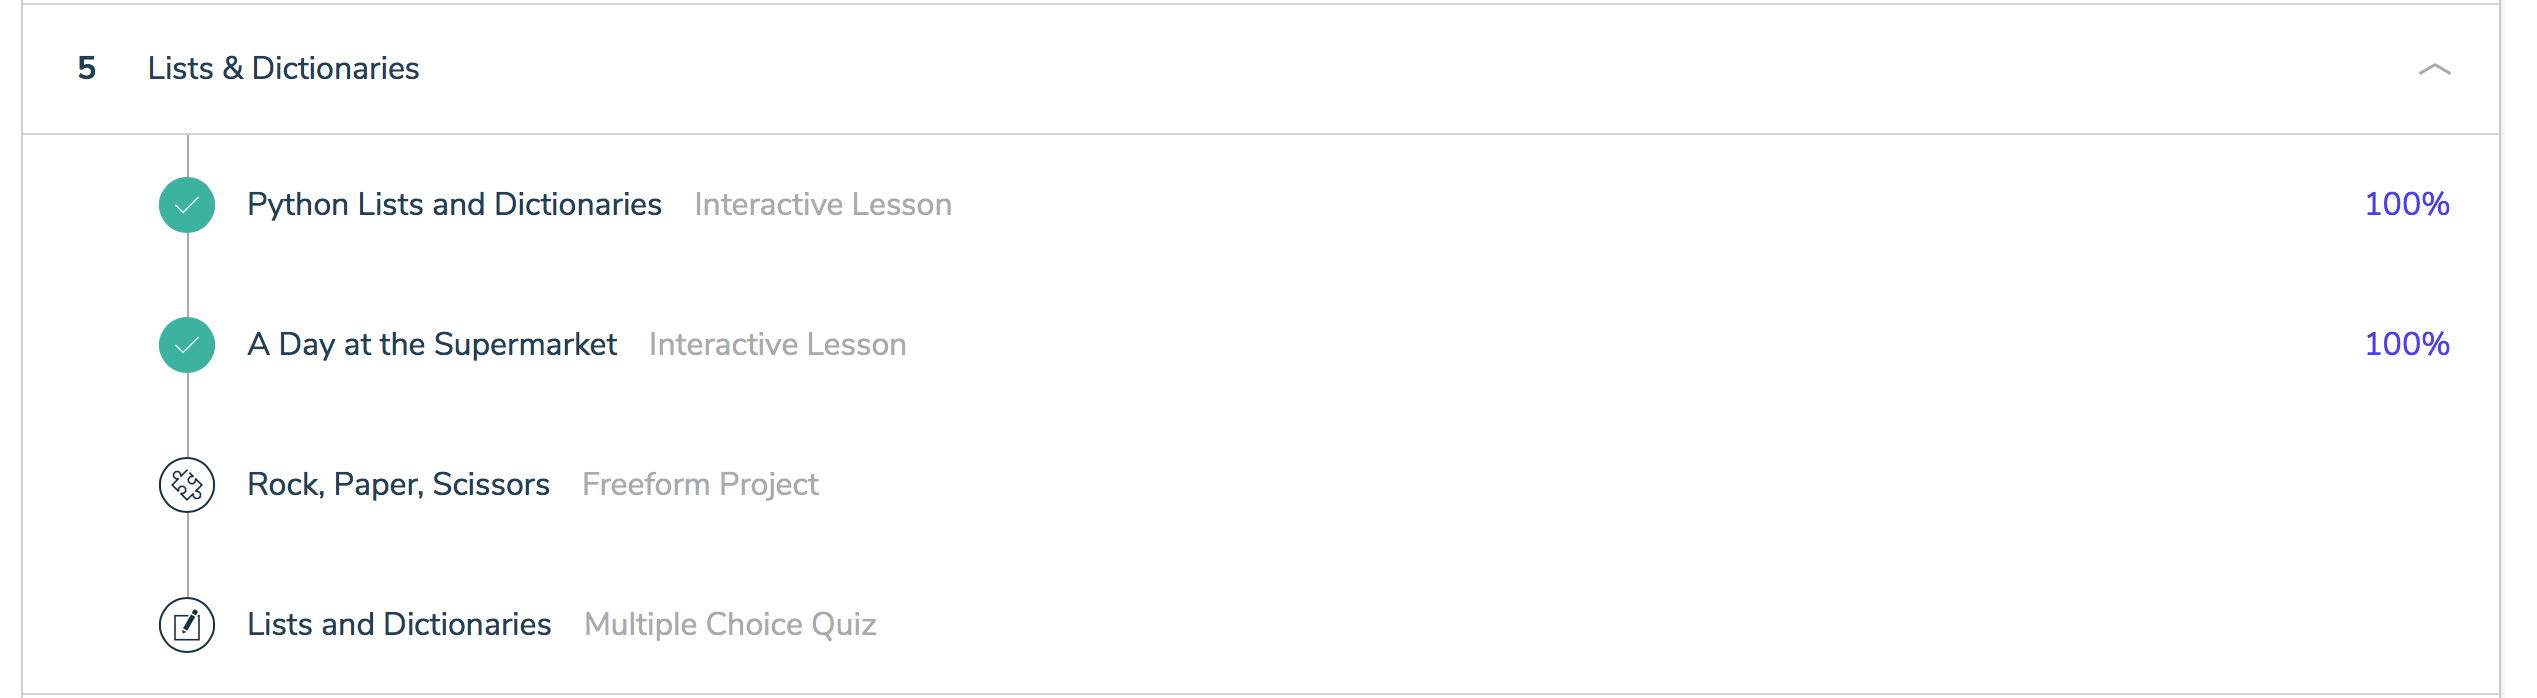 5 Lists & Dictionaries
Python Lists and Dictionaries Interactive Lesson 100%
A Day at the Supermarket Interactive Lesson 100%
Rock, Paper, Scissors Freeform Project
Lists and Dictionaries Multiple Choice Quiz